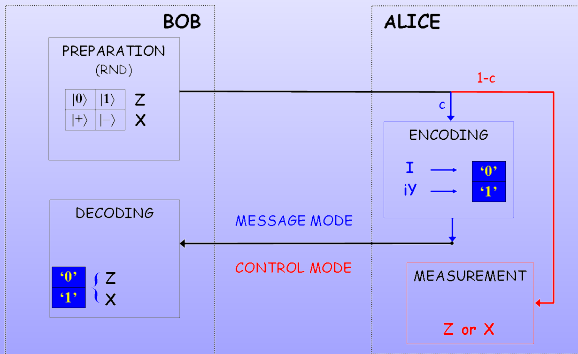 BOB
ALICE
PREPARATION
(RND)
|0⟩ |1⟩ Z
|+⟩ |−⟩ X
1-c
c
ENCODING
I ‘0’
iY ‘1’
DECODING
MESSAGE MODE
CONTROL MODE
‘0’ { Z
‘1’ X
MEASUREMENT
Z or X